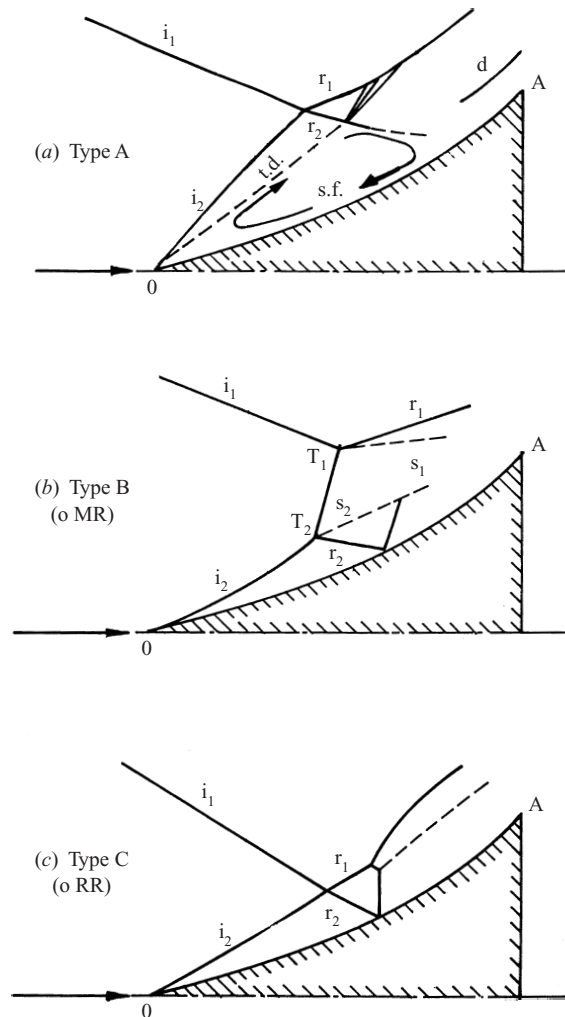 i₁
r₁
d
A
(a) Type A
r₂
t.d.
i₂
s.f.
0
i₁
r₁
A
T₁
s₁
(b) Type B
(o MR)
s₂
T₂
r₂
i₂
0
i₁
A
(c) Type C
(o RR)
r₁
r₂
i₂
0